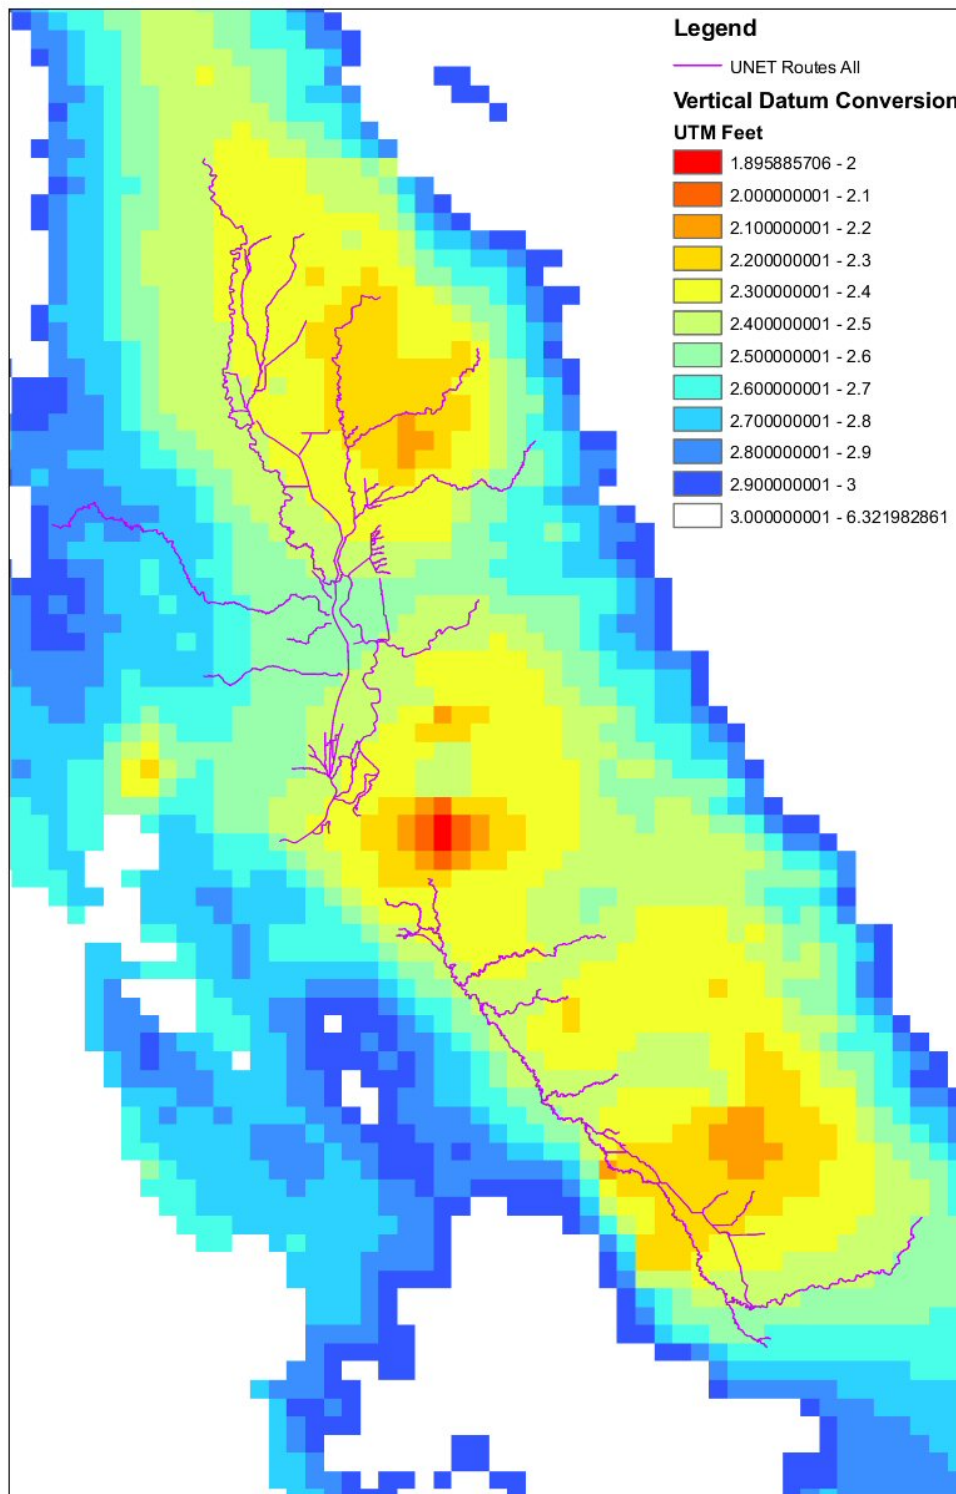 Legend
UNET Routes All
Vertical Datum Conversion
UTM Feet
1.895885706 - 2
2.000000001 - 2.1
2.100000001 - 2.2
2.200000001 - 2.3
2.300000001 - 2.4
2.400000001 - 2.5
2.500000001 - 2.6
2.600000001 - 2.7
2.700000001 - 2.8
2.800000001 - 2.9
2.900000001 - 3
3.000000001 - 6.321982861